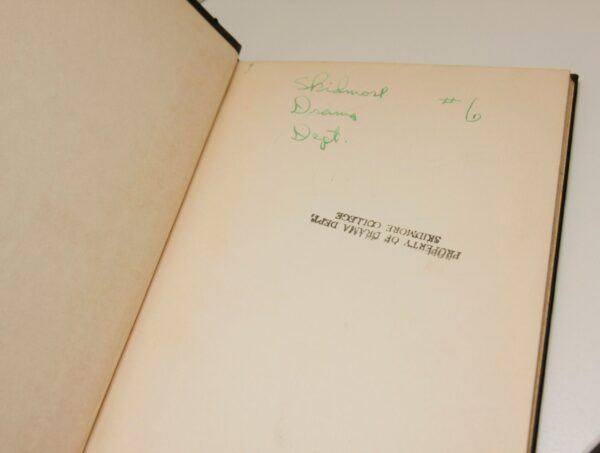 Skidmore #6
Drama
Dept.
PROPERTY OF DRAMA DEPT.
SKIDMORE COLLEGE